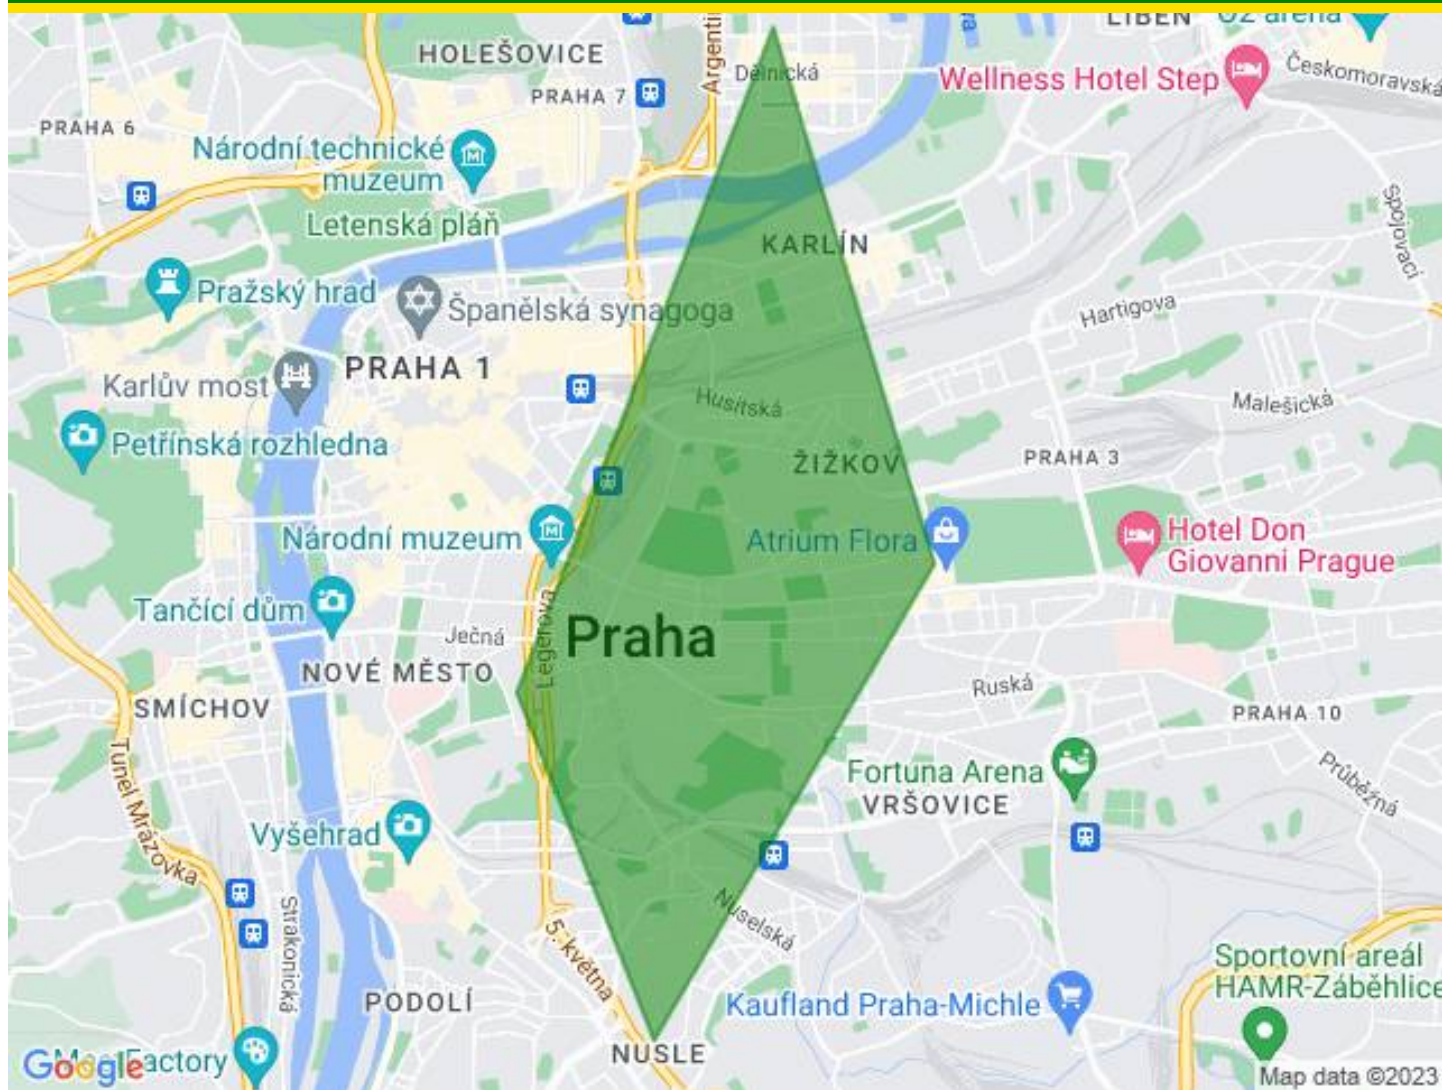 LIBEŇ
O2 arena
HOLEŠOVICE
Argenti
Dělnická
Wellness Hotel Step
Českomoravská
PRAHA 7
PRAHA 6
Národní technické
muzeum
Letenská pláň
Spojovací
KARLÍN
Pražský hrad
Španělská synagoga
Hartigova
PRAHA 1
Karlův most
Husitská
Malešická
Petřínská rozhledna
ŽIŽKOV
PRAHA 3
Národní muzeum
Atrium Flora
Hotel Don
Giovanni Prague
Tančící dům
Ječná
Legerova
Praha
NOVÉ MĚSTO
Ruská
SMÍCHOV
PRAHA 10
Tunel Mrázovka
Fortuna Arena
VRŠOVICE
Průběžná
Vyšehrad
Strakonická
Nuselská
5. května
Sportovní areál
HAMR-Záběhlice
PODOLÍ
Kaufland Praha-Michle
NUSLE
Google
actory
Map data ©2023